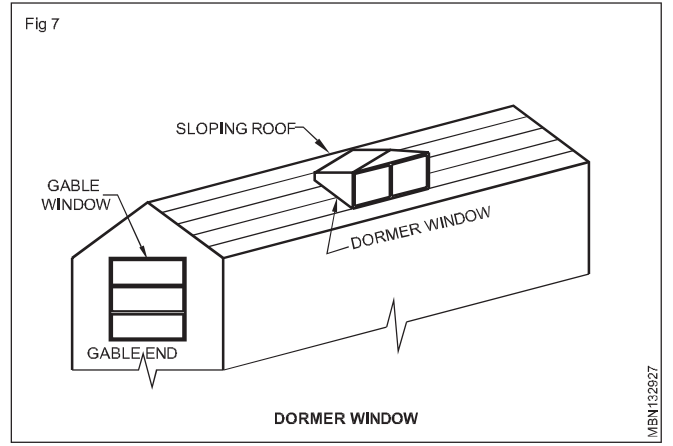 Fig 7
SLOPING ROOF
GABLE
WINDOW
DORMER WINDOW
GABLE END
DORMER WINDOW
MBN132927